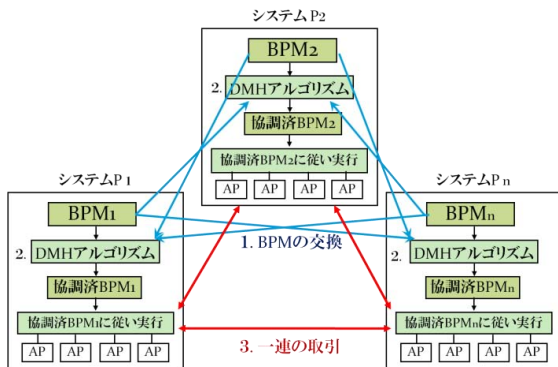 システムP2
BPM2
2.
DMHアルゴリズム
協調済BPM2
協調済BPM2に従い実行
AP
AP
AP
AP
システムP1
BPM1
2.
DMHアルゴリズム
協調済BPM1
協調済BPM1に従い実行
AP
AP
AP
AP
システムPn
BPMn
2.
DMHアルゴリズム
協調済BPMn
協調済BPMnに従い実行
AP
AP
AP
AP
1. BPMの交換
3. 一連の取引